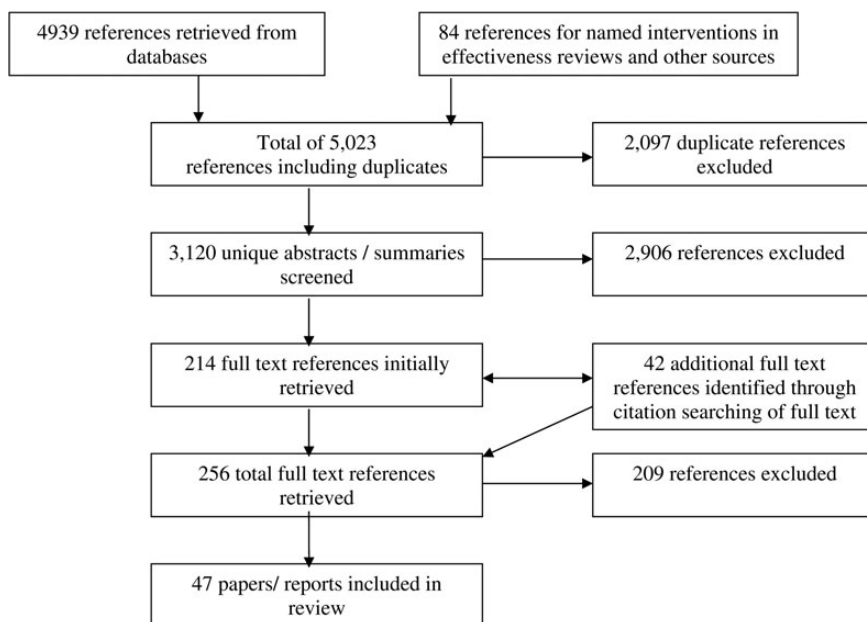 4939 references retrieved from
databases
84 references for named interventions in
effectiveness reviews and other sources
Total of 5,023
references including duplicates
2,097 duplicate references
excluded
3,120 unique abstracts / summaries
screened
2,906 references excluded
214 full text references initially
retrieved
42 additional full text
references identified through
citation searching of full text
256 total full text references
retrieved
209 references excluded
47 papers/ reports included in
review